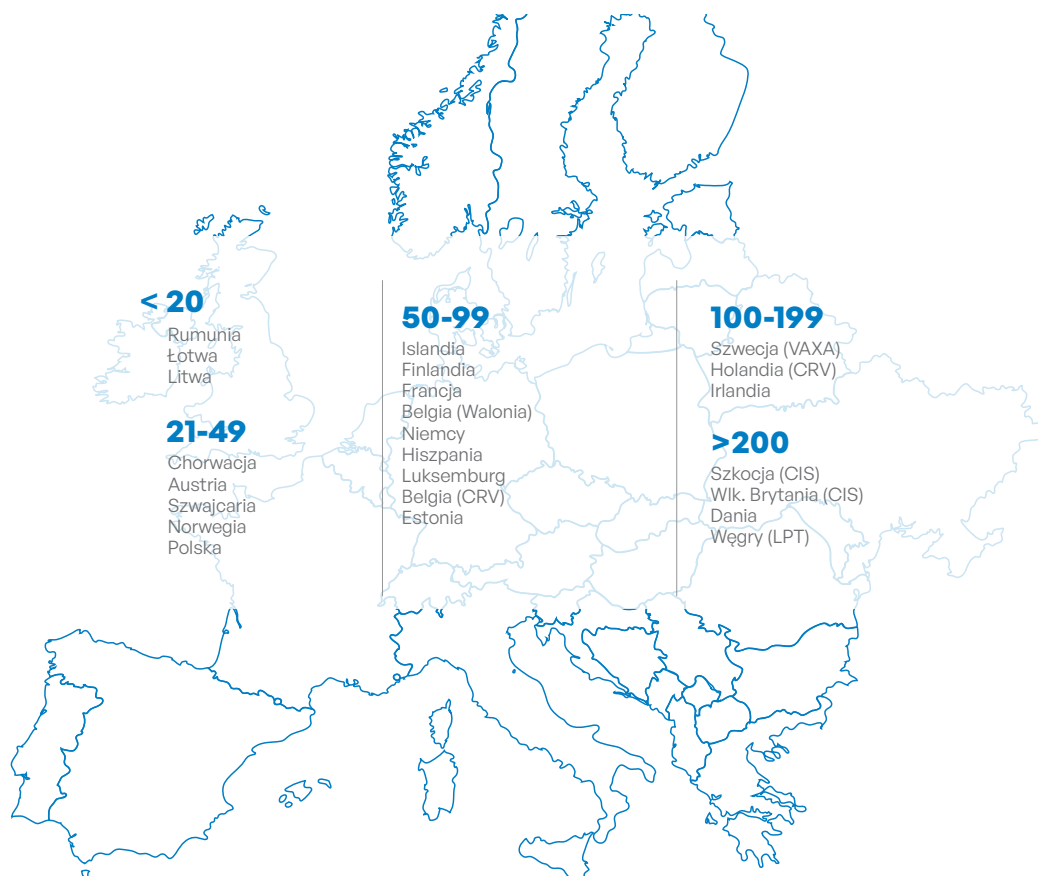 < 20
Rumunia
Łotwa
Litwa
21-49
Chorwacja
Austria
Szwajcaria
Norwegia
Polska
50-99
Islandia
Finlandia
Francja
Belgia (Walonia)
Niemcy
Hiszpania
Luksemburg
Belgia (CRV)
Estonia
100-199
Szwecja (VAXA)
Holandia (CRV)
Irlandia
>200
Szkocja (CIS)
Wlk. Brytania (CIS)
Dania
Węgry (LPT)